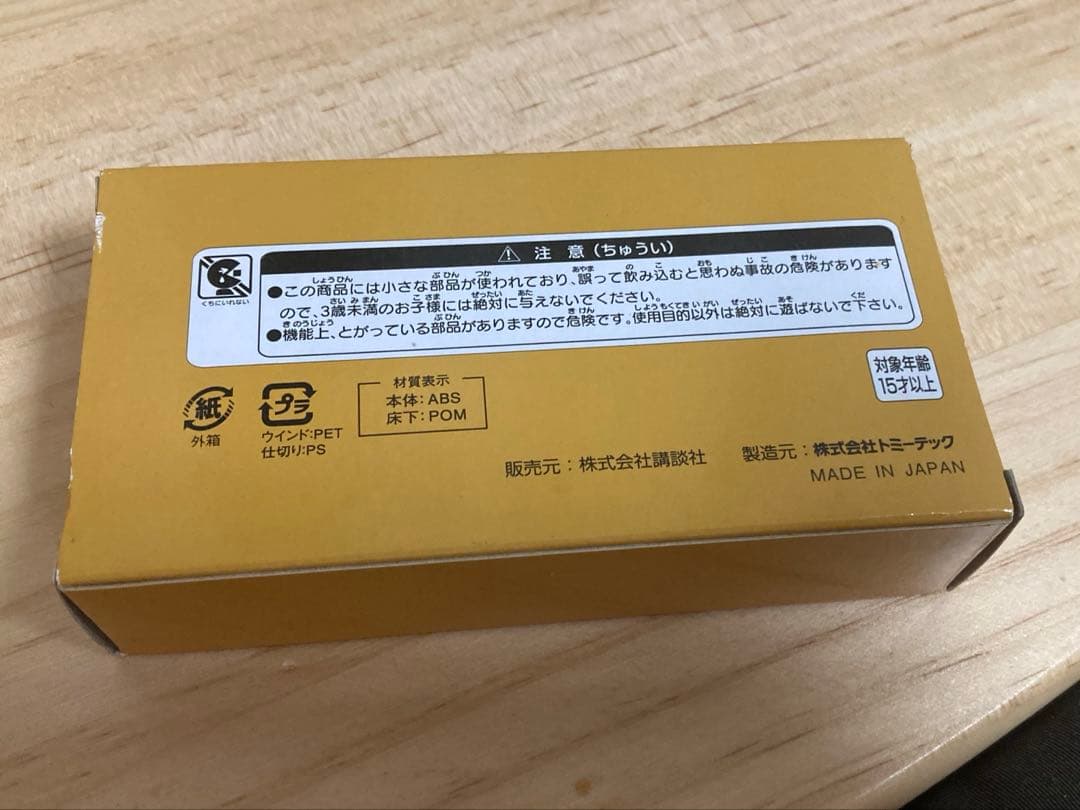 くちにいれない
⚠ 注 意 (ちゅうい)
●この商品には小さな部品が使われており、誤って飲み込むと思わぬ事故の危険があります
ので、3歳未満のお子様には絶対に与えないでください。
●機能上、とがっている部品がありますので危険です。使用目的以外は絶対に遊ばないで下さい。
対象年齢
15才以上
紙
外箱
プラ
ウインド:PET
仕切り:PS
材質表示
本体:ABS
床下:POM
販売元:株式会社講談社
製造元:株式会社トミーテック
MADE IN JAPAN